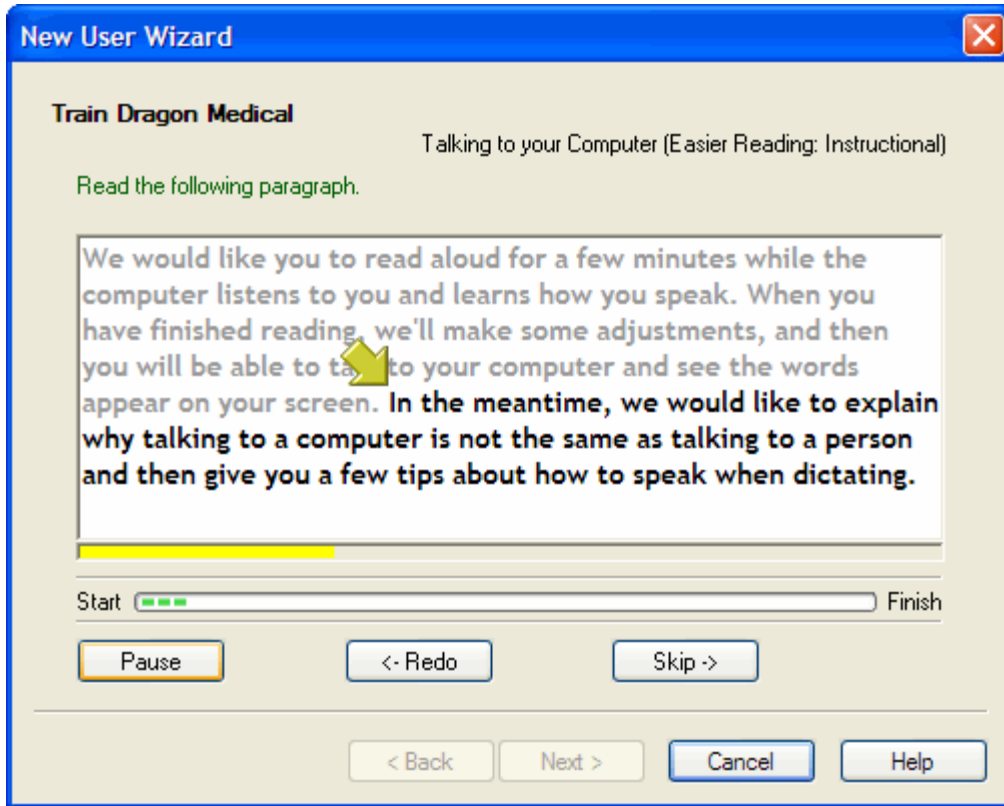 New User Wizard
Train Dragon Medical
Talking to your Computer (Easier Reading: Instructional)
Read the following paragraph.
We would like you to read aloud for a few minutes while the
computer listens to you and learns how you speak. When you
have finished reading, we'll make some adjustments, and then
you will be able to to your computer and see the words
appear on your screen. In the meantime, we would like to explain
why talking to a computer is not the same as talking to a person
and then give you a few tips about how to speak when dictating.
Start Finish
Pause <- Redo Skip ->
< Back Next > Cancel Help